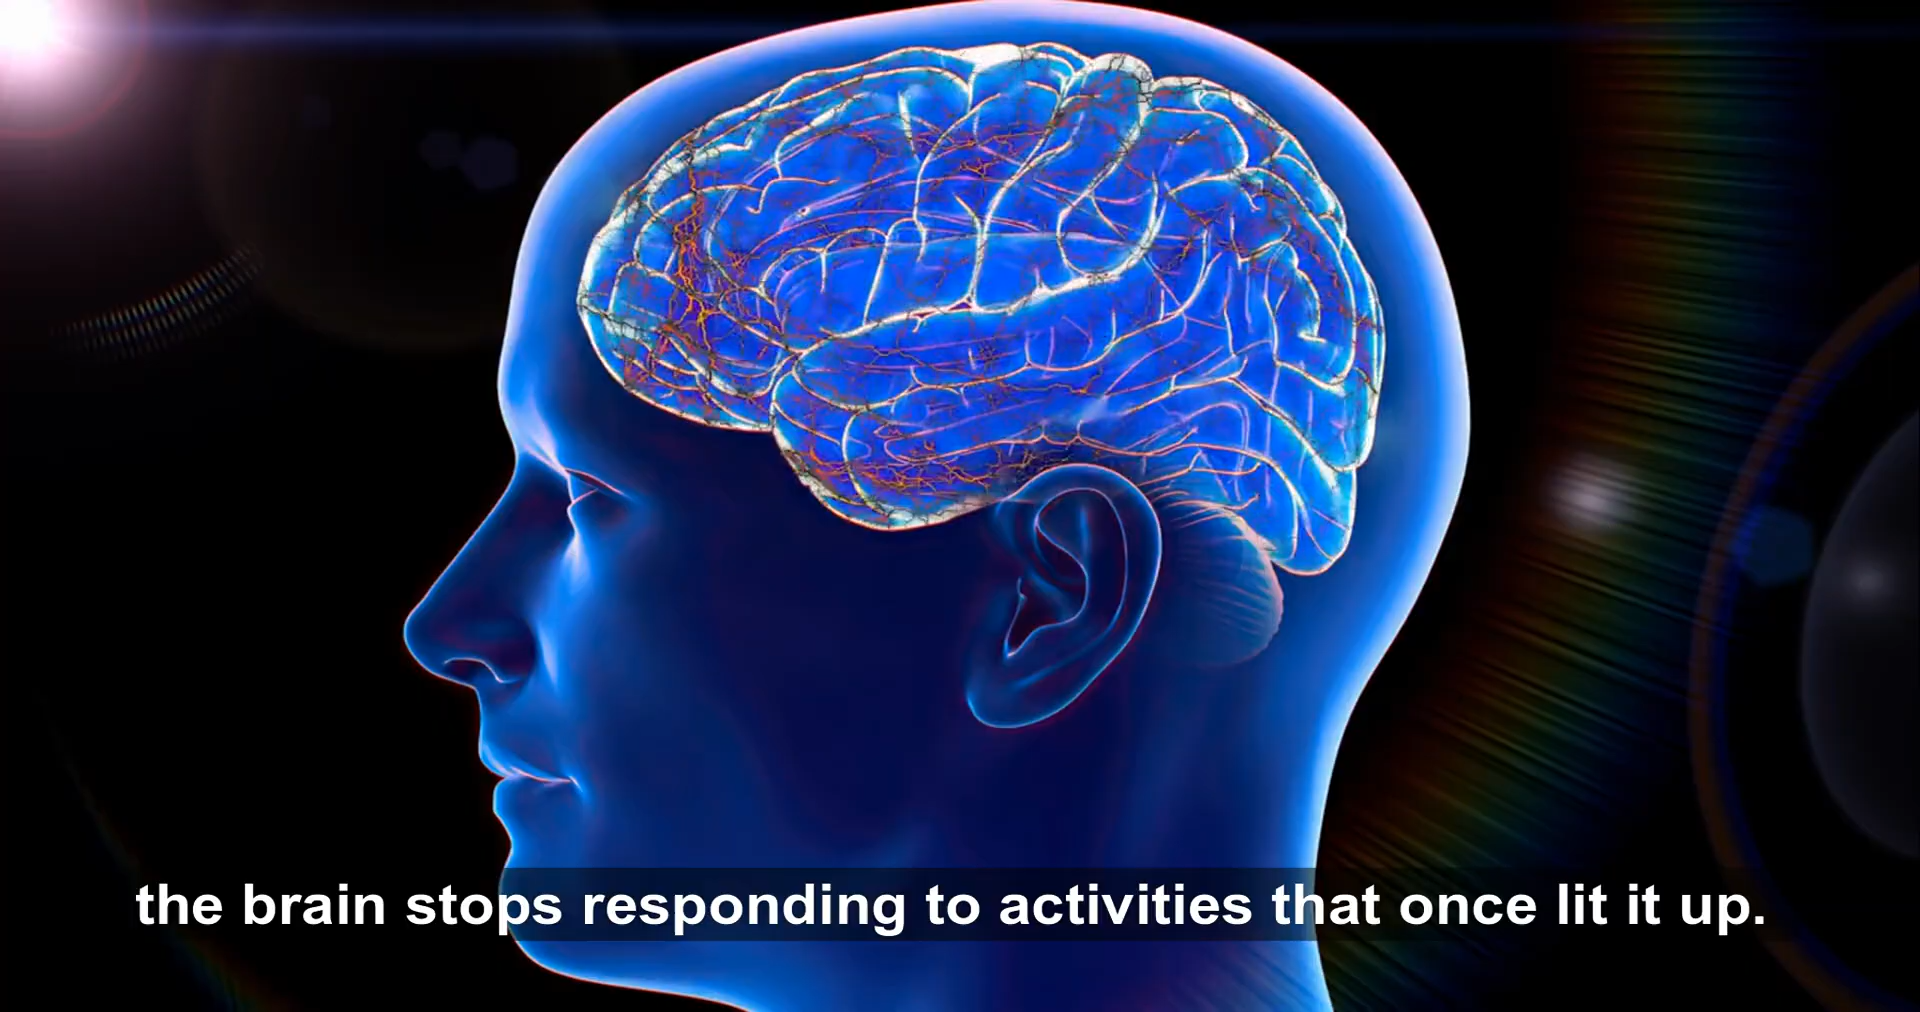 the brain stops responding to activities that once lit it up.